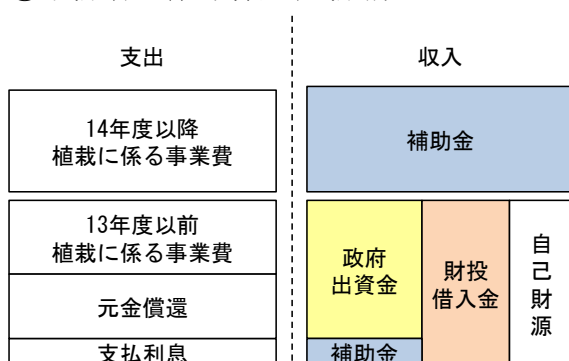 支出
収入
14年度以降
植栽に係る事業費
補助金
13年度以前
植栽に係る事業費
元金償還
支払利息
政府
出資金
補助金
財投
借入金
自己財源